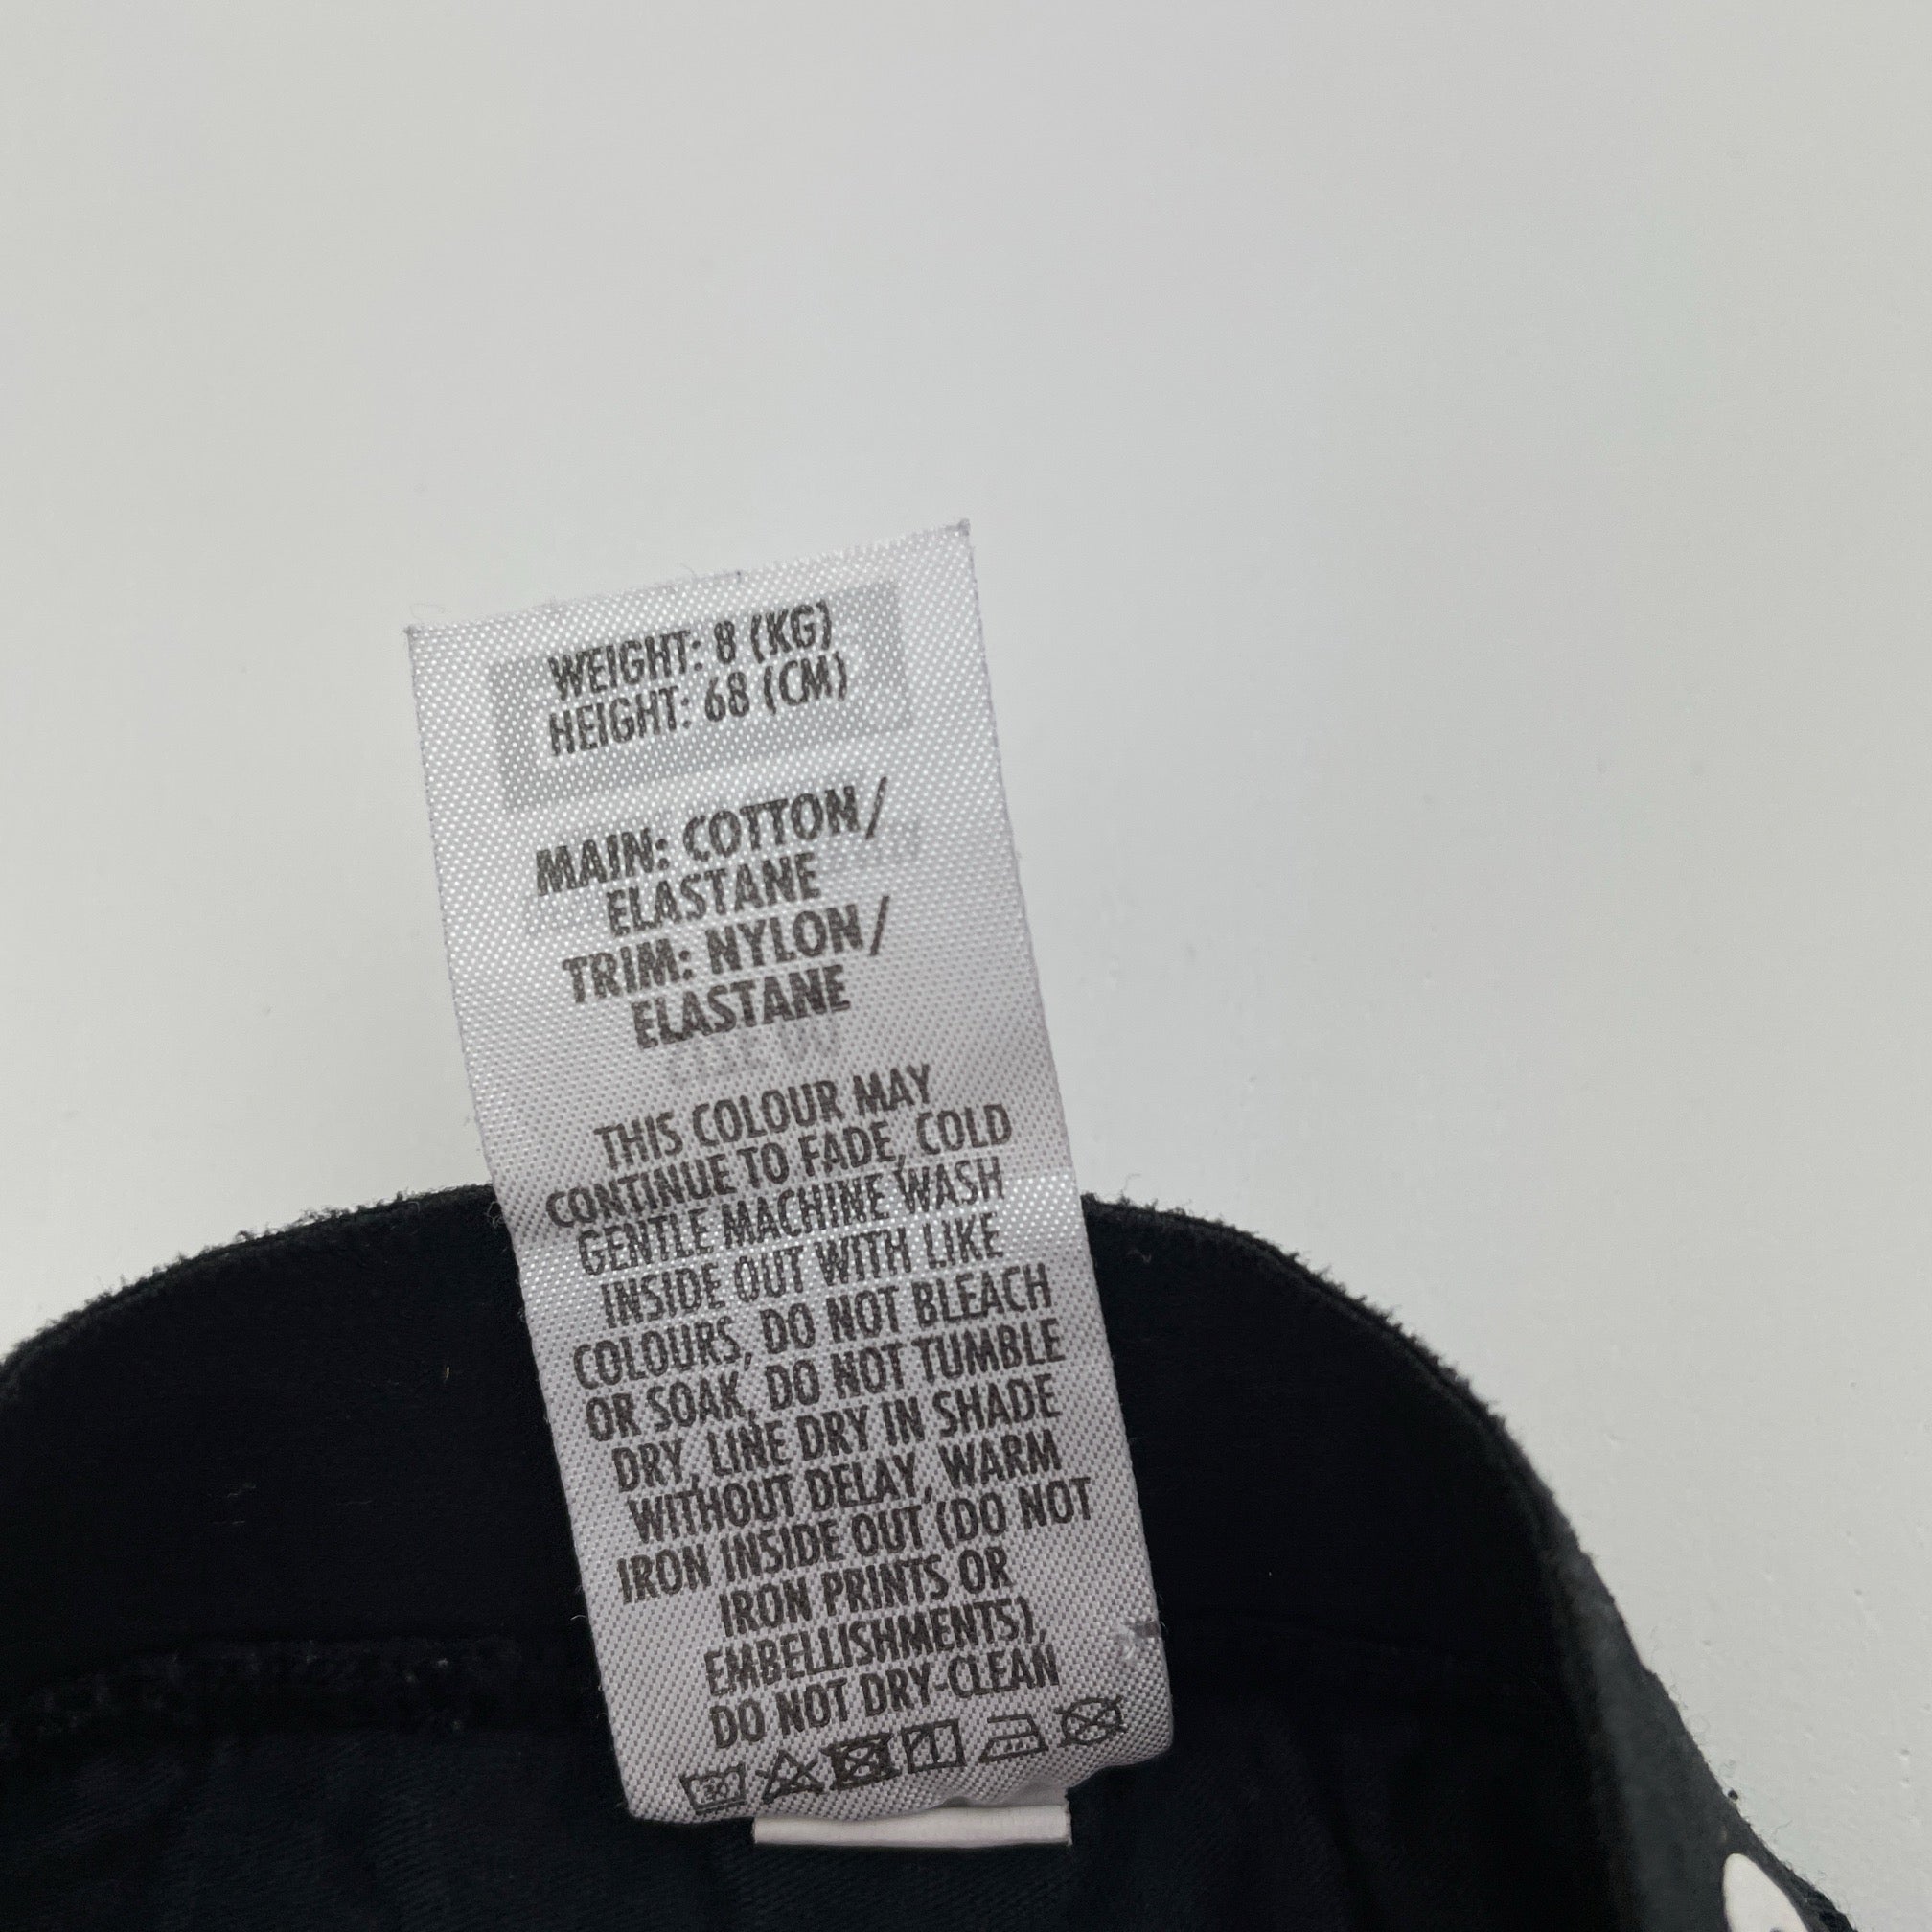 WEIGHT: 8 (KG)
HEIGHT: 68 (CM)
MAIN: COTTON/
ELASTANE
TRIM: NYLON/
ELASTANE
THIS COLOUR MAY
CONTINUE TO FADE, COLD
GENTLE MACHINE WASH
INSIDE OUT WITH LIKE
COLOURS, DO NOT BLEACH
OR SOAK, DO NOT TUMBLE
DRY, LINE DRY IN SHADE
WITHOUT DELAY, WARM
IRON INSIDE OUT (DO NOT
IRON PRINTS OR
EMBELLISHMENTS),
DO NOT DRY-CLEAN
30